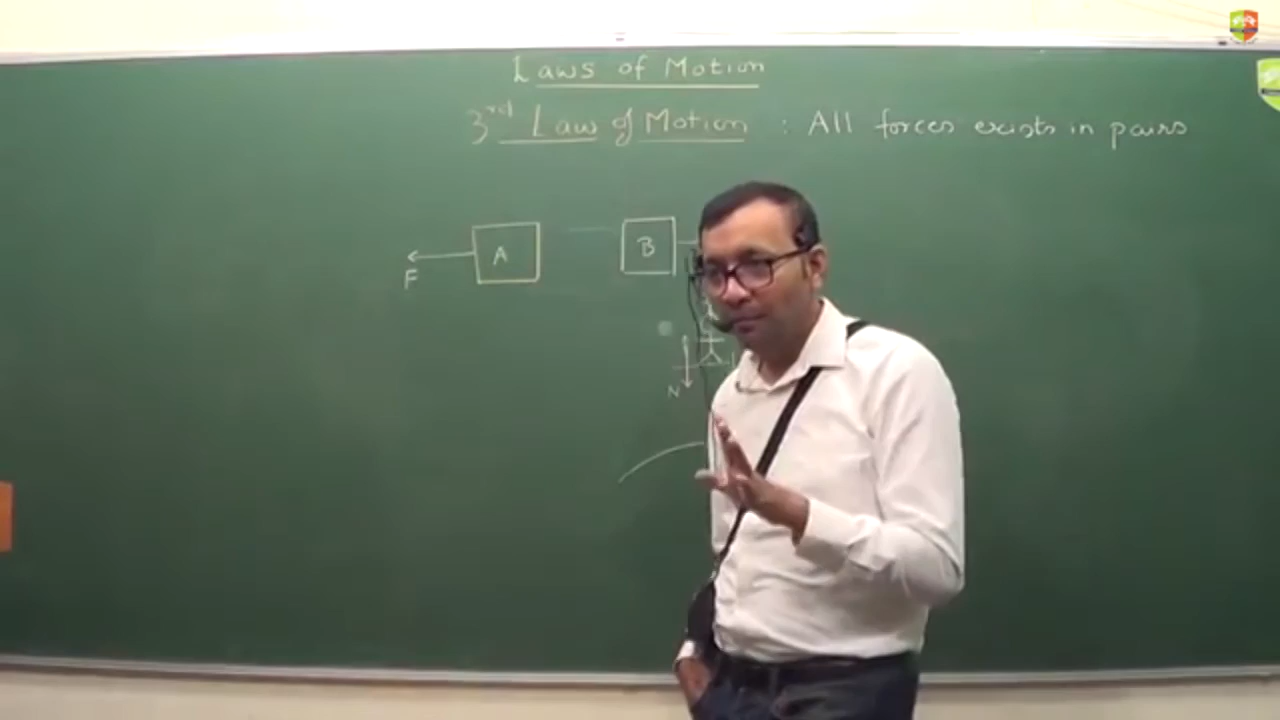 Laws of Motion
3rd Law of Motion : All forces exists in pairs
A
B
F
N